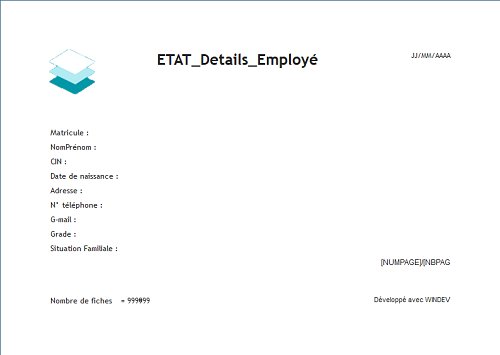 ETAT_Details_Employé
JJ/MM/AAAA
Matricule :
NomPrénom :
CIN :
Date de naissance :
Adresse :
N° téléphone :
G-mail :
Grade :
Situation Familiale :
[NUMPAGE]/[NBPAG
Nombre de fiches = 999999
Développé avec WINDEV